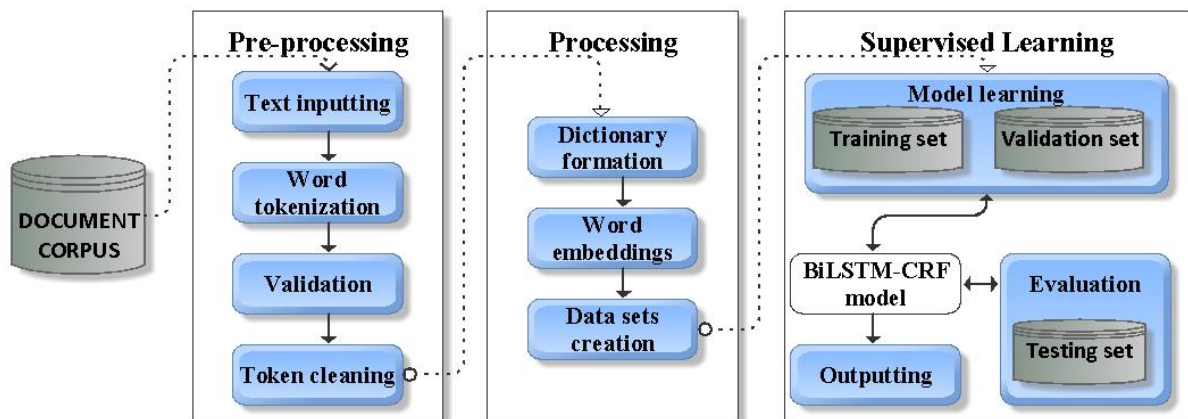 DOCUMENT
CORPUS
Pre-processing
Text inputting
Word
tokenization
Validation
Token cleaning
Processing
Dictionary
formation
Word
embeddings
Data sets
creation
Supervised Learning
Model learning
Training set
Validation set
BiLSTM-CRF
model
Evaluation
Testing set
Outputting